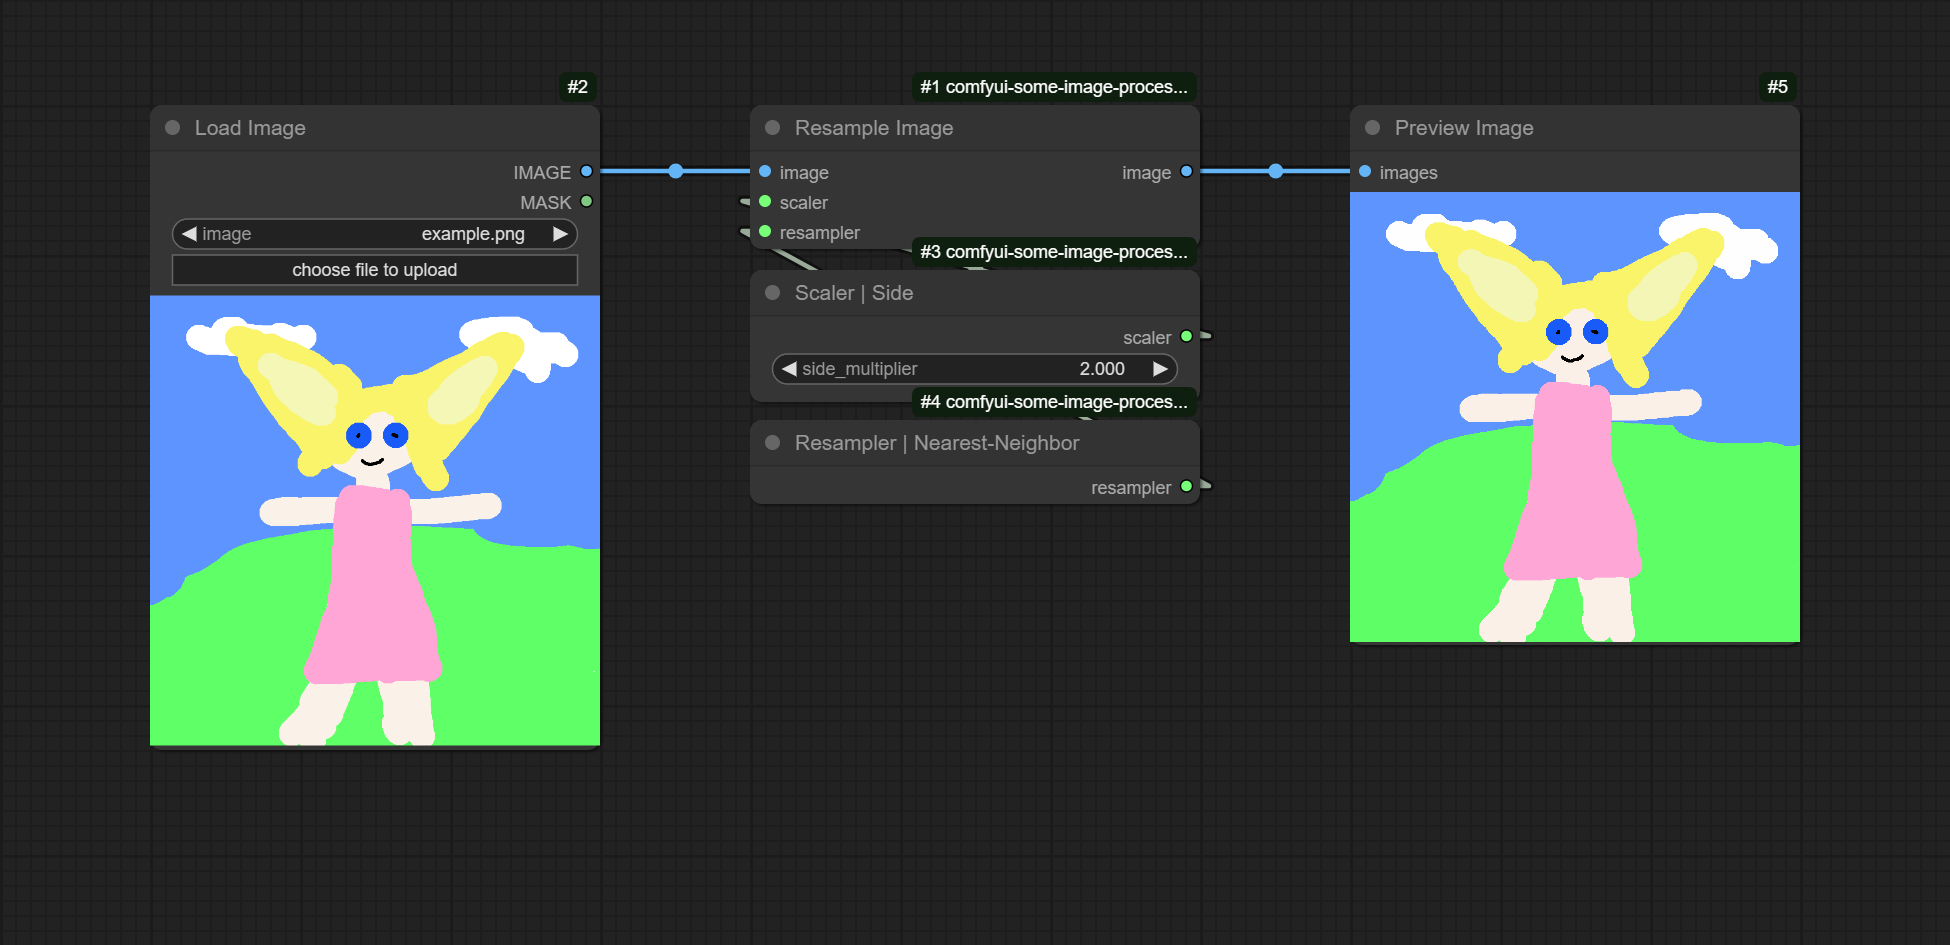 #2
Load Image
IMAGE
MASK
image example.png
choose file to upload
#1 comfyui-some-image-proces...
Resample Image
image image
scaler
resampler
#3 comfyui-some-image-proces...
Scaler | Side
scaler
side_multiplier 2.000
#4 comfyui-some-image-proces...
Resampler | Nearest-Neighbor
resampler
#5
Preview Image
images